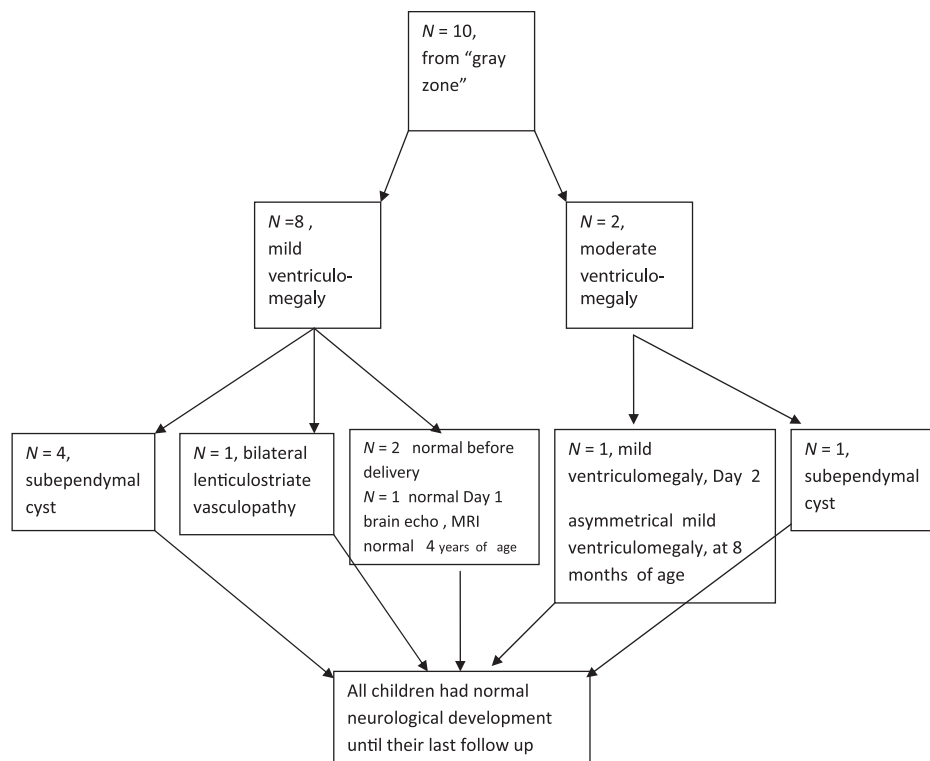 N = 10,
from “gray
zone”
N =8 ,
mild
ventriculo-
megaly
N = 2,
moderate
ventriculo-
megaly
N = 4,
subependymal
cyst
N = 1, bilateral
lenticulostriate
vasculopathy
N = 2 normal before
delivery
N = 1 normal Day 1
brain echo , MRI
normal 4 years of age
N = 1, mild
ventriculomegaly, Day 2
asymmetrical mild
ventriculomegaly, at 8
months of age
N = 1,
subependymal
cyst
All children had normal
neurological development
until their last follow up